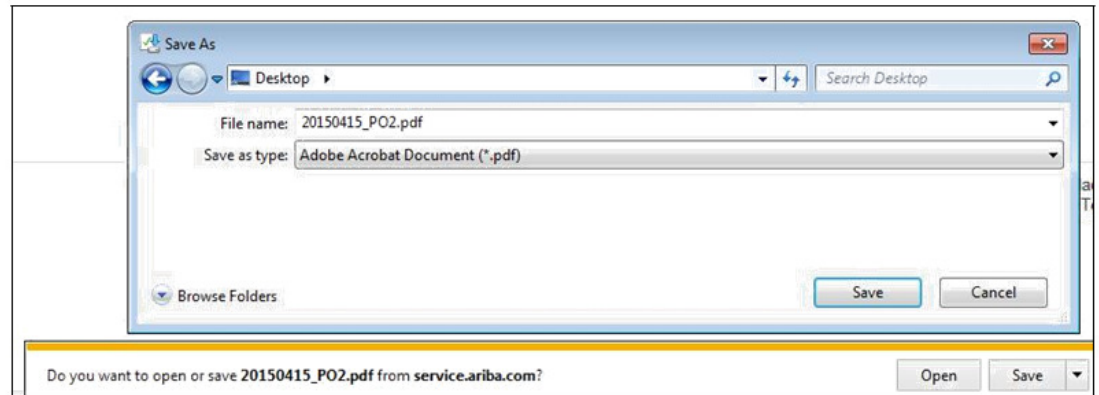 Save As
Desktop
Search Desktop
File name: 20150415_PO2.pdf
Save as type: Adobe Acrobat Document (*.pdf)
Browse Folders
Save Cancel
Do you want to open or save 20150415_PO2.pdf from service.ariba.com? Open Save